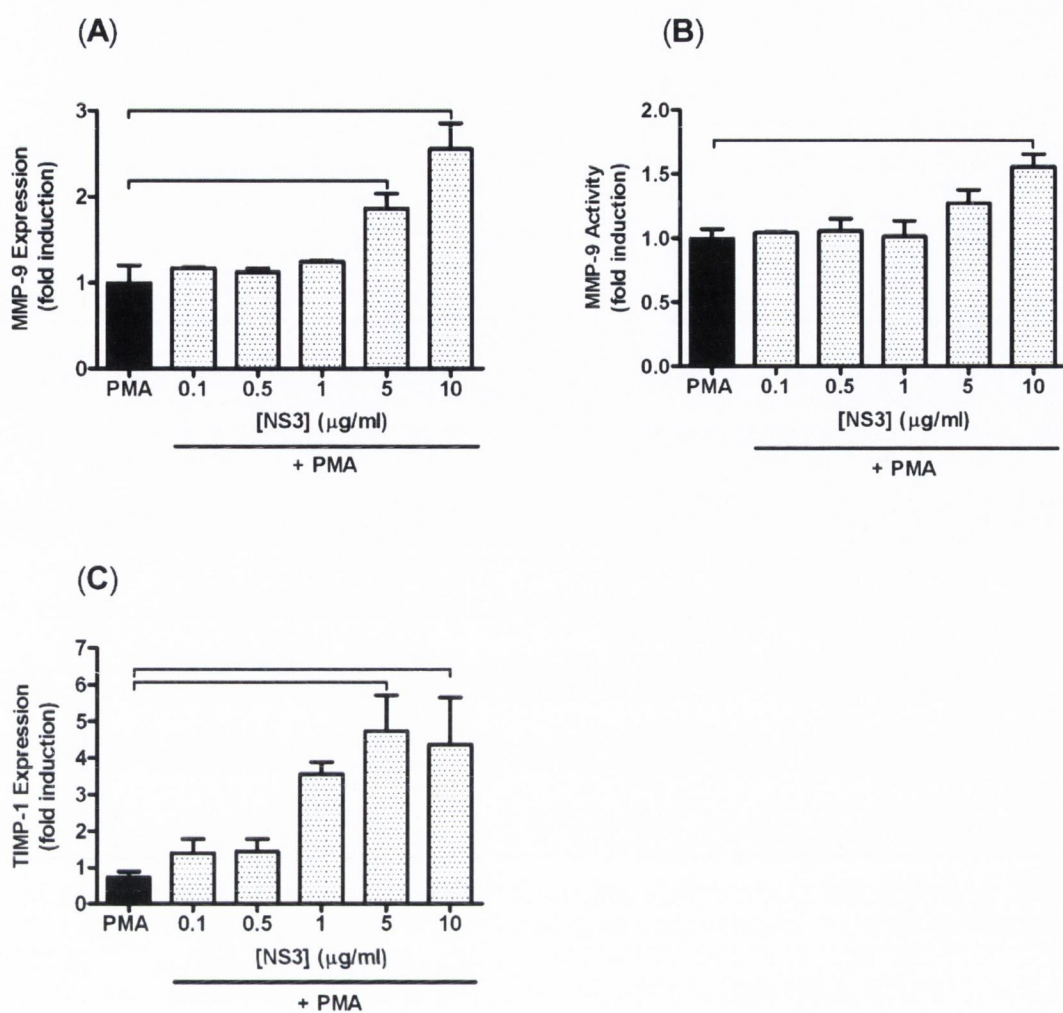 (A)
MMP-9 Expression
(fold induction)
3
2
1
0
PMA 0.1 0.5 1 5 10
[NS3] (μg/ml)
+ PMA
(B)
MMP-9 Activity
(fold induction)
2.0
1.5
1.0
0.5
0.0
PMA 0.1 0.5 1 5 10
[NS3] (μg/ml)
+ PMA
(C)
TIMP-1 Expression
(fold induction)
7
6
5
4
3
2
1
0
PMA 0.1 0.5 1 5 10
[NS3] (μg/ml)
+ PMA